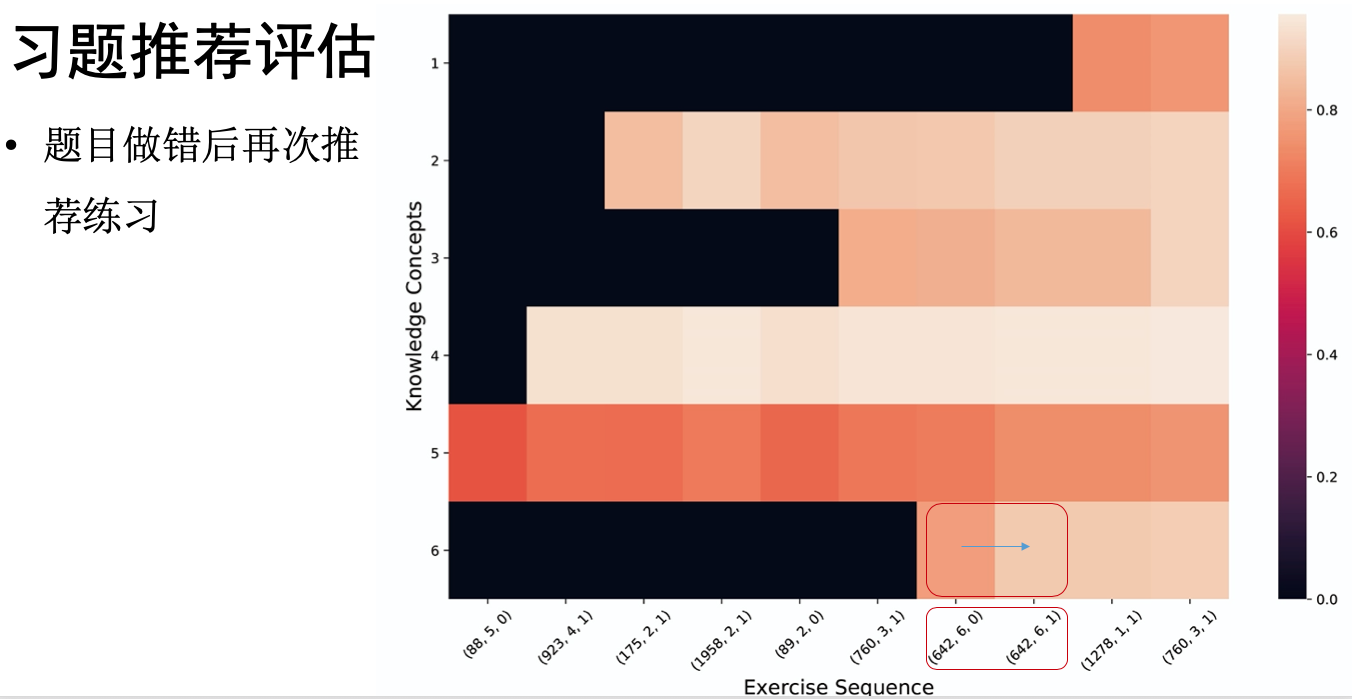 习题推荐评估
• 题目做错后再次推
荐练习
Knowledge Concepts
1
2
3
4
5
6
(88, 5, 0)
(923, 4, 1)
(175, 2, 1)
(1958, 2, 1)
(89, 2, 0)
(760, 3, 1)
(642, 6, 0)
(642, 6, 1)
(1278, 1, 1)
(760, 3, 1)
Exercise Sequence
0.8
0.6
0.4
0.2
0.0